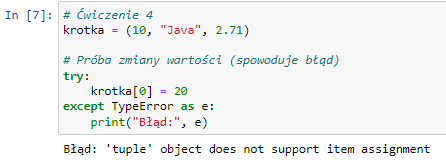 In [7]: # Ćwiczenie 4
krotka = (10, "Java", 2.71)
# Próba zmiany wartości (spowoduje błąd)
try:
    krotka[0] = 20
except TypeError as e:
    print("Błąd:", e)
Błąd: 'tuple' object does not support item assignment